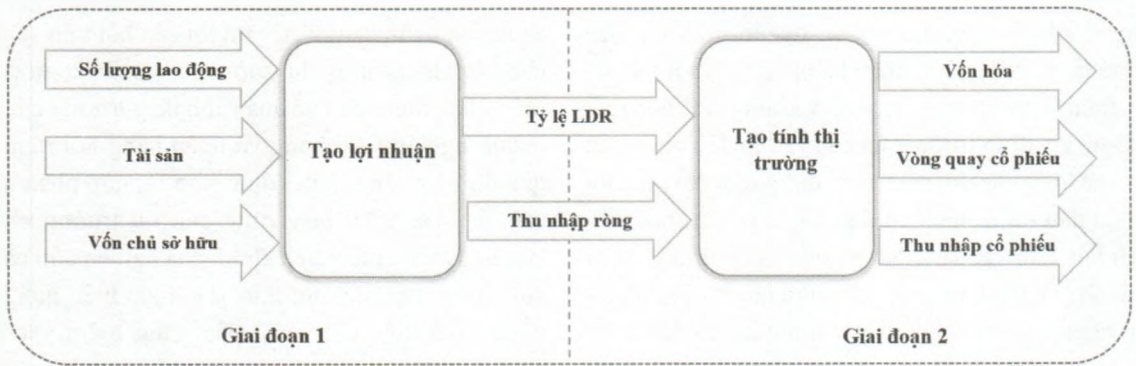 Số lượng lao động
Tài sản
Vốn chủ sở hữu
Tạo lợi nhuận
Tỷ lệ LDR
Thu nhập ròng
Tạo tính thị
trường
Vốn hóa
Vòng quay cổ phiếu
Thu nhập cổ phiếu
Giai đoạn 1
Giai đoạn 2